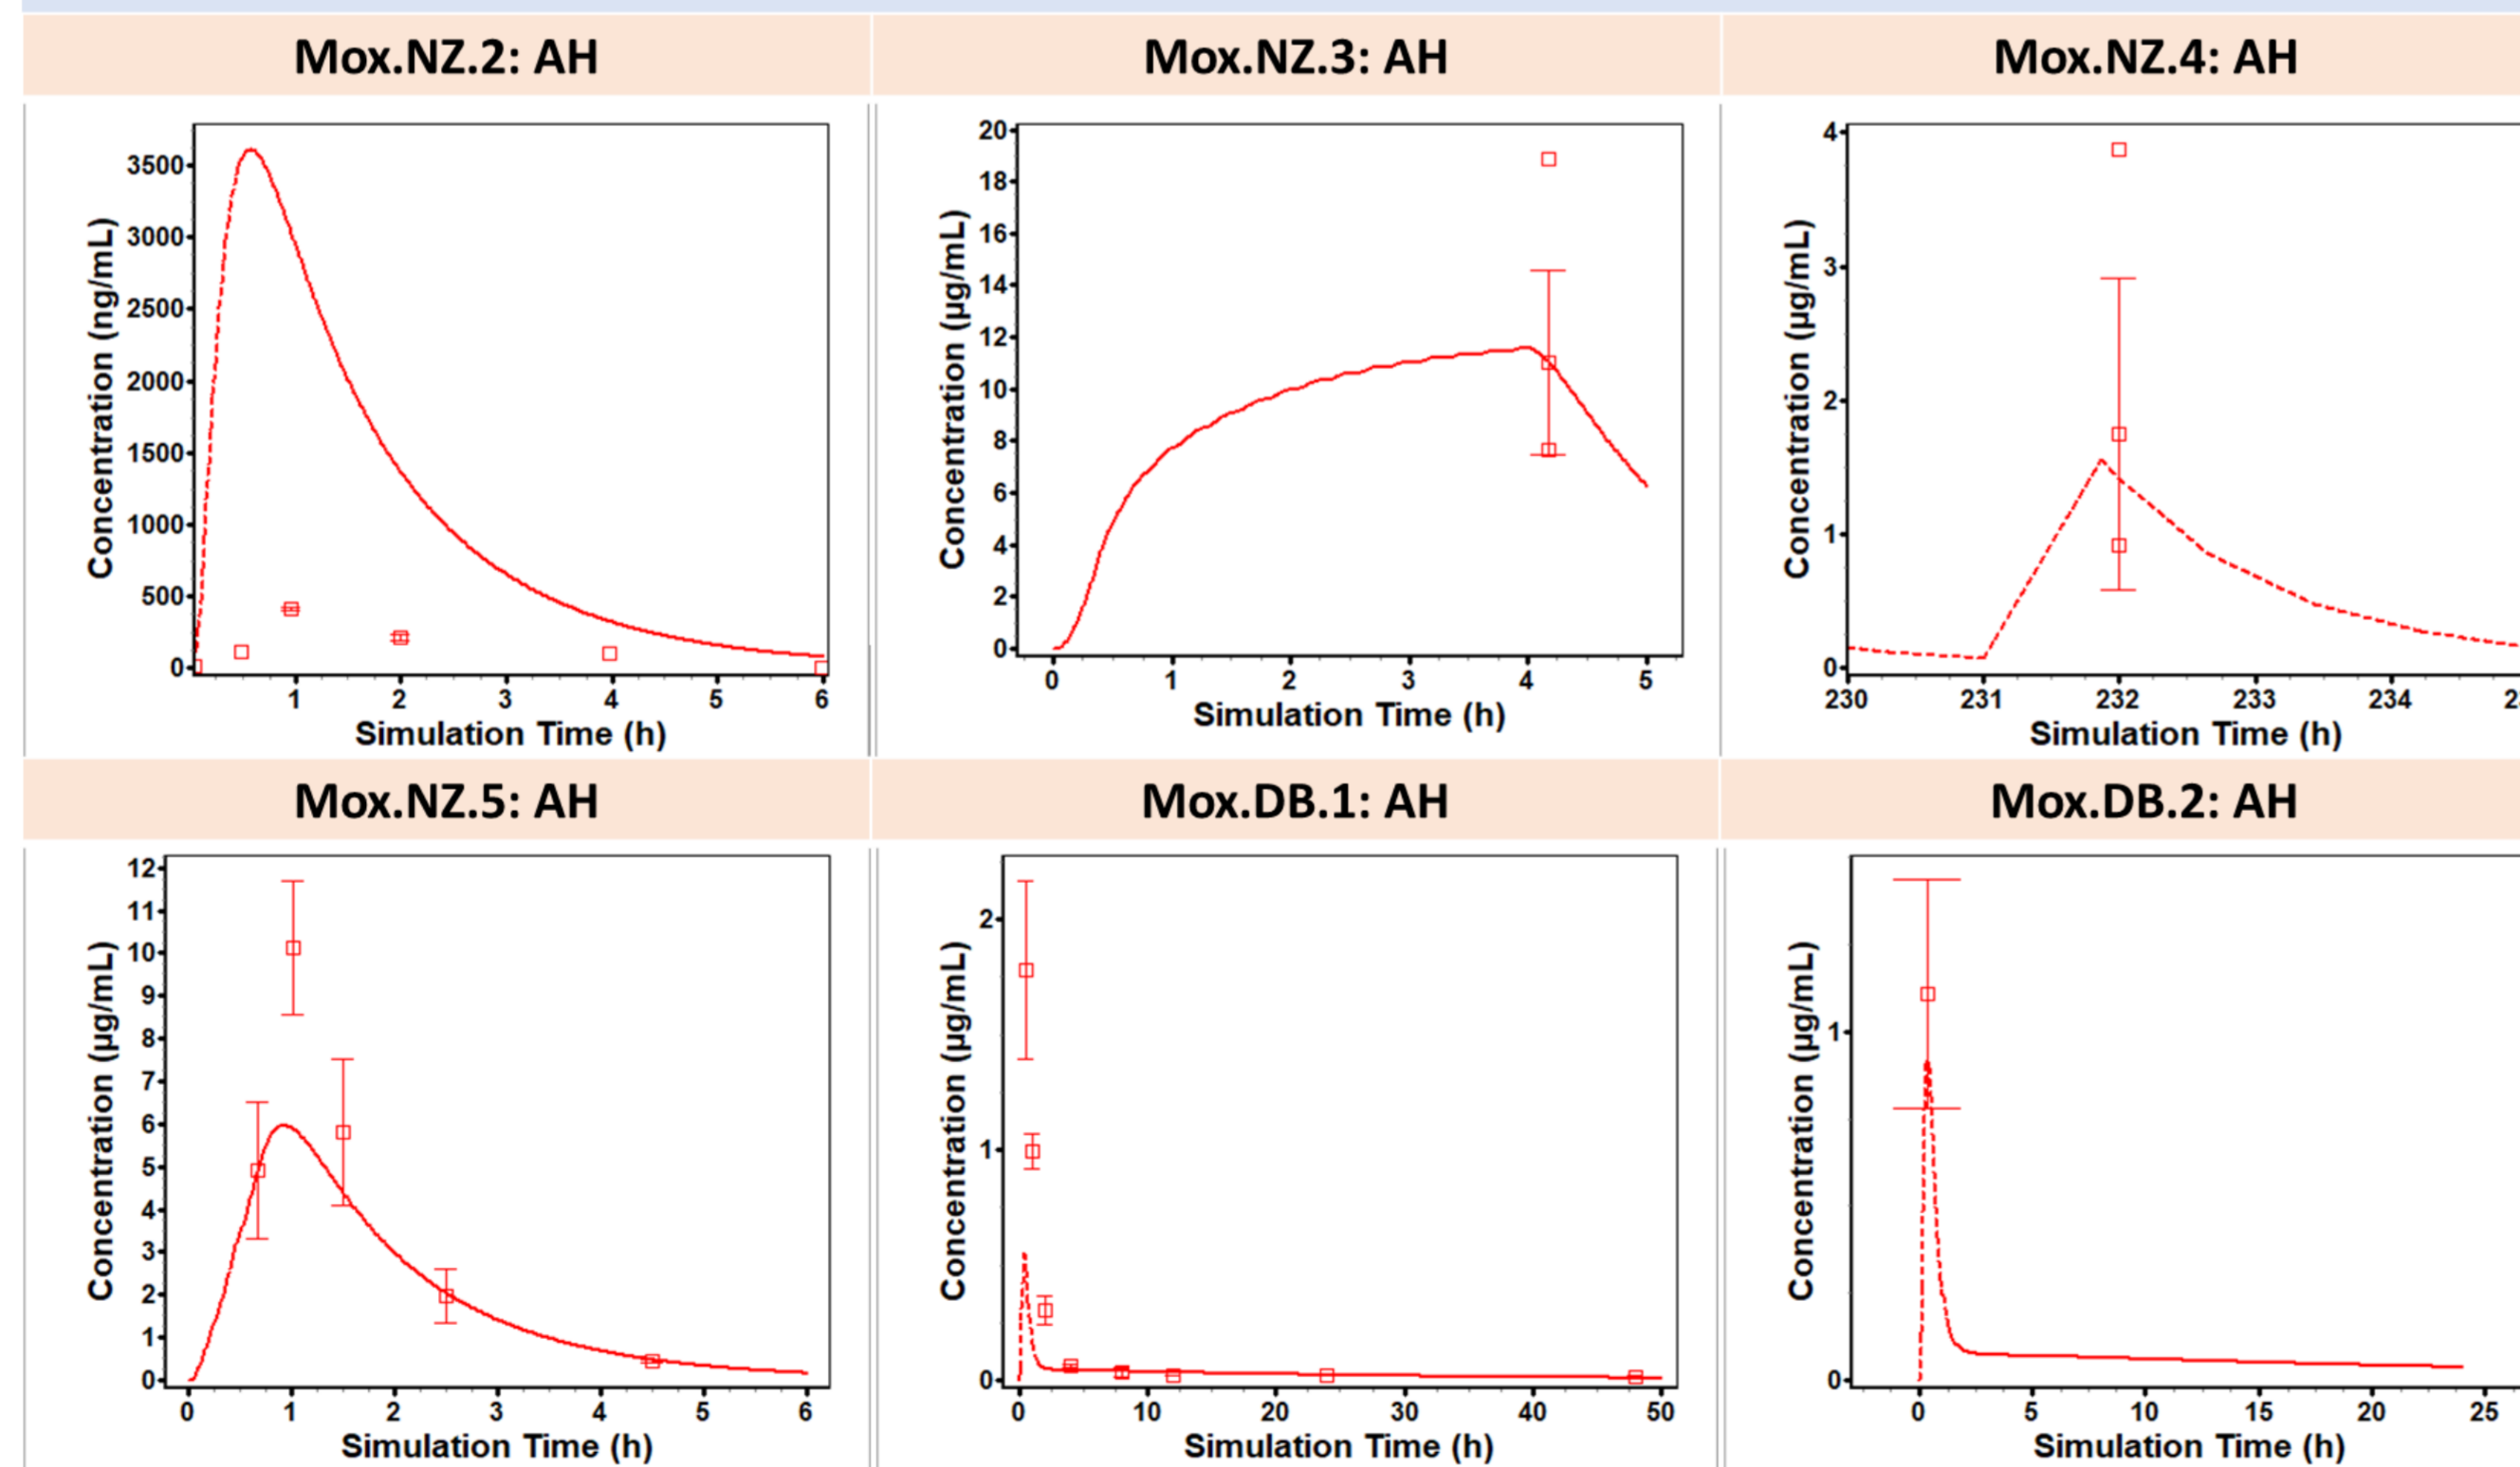 Mox.NZ.2: AH
Mox.NZ.3: AH
Mox.NZ.4: AH
Concentration (ng/mL)
3500
3000
2500
2000
1500
1000
500
0
1 2 3 4 5 6
Simulation Time (h)
Concentration (µg/mL)
20
18
16
14
12
10
8
6
4
2
0
0 1 2 3 4 5
Simulation Time (h)
Concentration (µg/mL)
4
3
2
1
0
230 231 232 233 234
Simulation Time (h)
Mox.NZ.5: AH
Mox.DB.1: AH
Mox.DB.2: AH
Concentration (µg/mL)
12
11
10
9
8
7
6
5
4
3
2
1
0
0 1 2 3 4 5 6
Simulation Time (h)
Concentration (µg/mL)
2
1
0
0 10 20 30 40 50
Simulation Time (h)
Concentration (µg/mL)
1
0
0 5 10 15 20 25
Simulation Time (h)